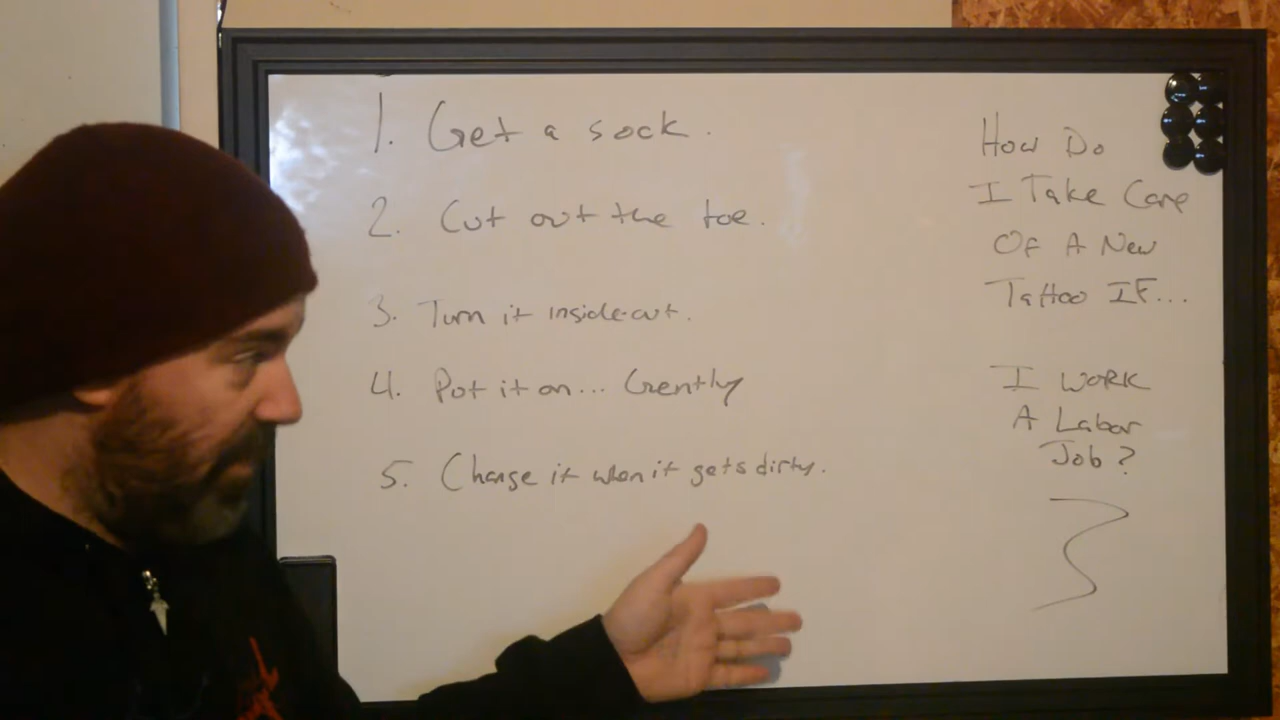 1. Get a sock.
2. Cut out the toe.
3. Turn it inside-out.
4. Put it on... Gently
5. Change it when it gets dirty.
How Do
I Take Care
Of A New
Tattoo IF...
I WORK
A Labor
Job?